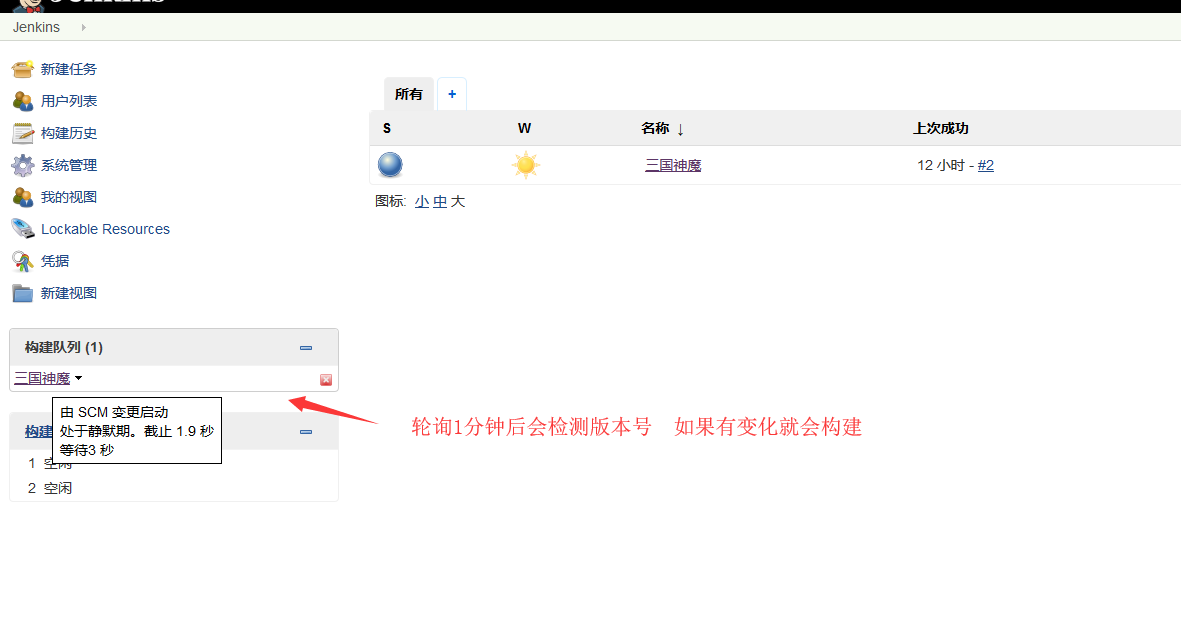 Jenkins
新建任务
用户列表
构建历史
系统管理
我的视图
Lockable Resources
凭据
新建视图
所有 +
S W 名称 ↓ 上次成功
三国神魔 12 小时 - #2
图标: 小 中 大
构建队列 (1)
三国神魔
由 SCM 变更启动
处于静默期。截止 1.9 秒
等待3 秒
构建
1 空闲
2 空闲
轮询1分钟后会检测版本号 如果有变化就会构建